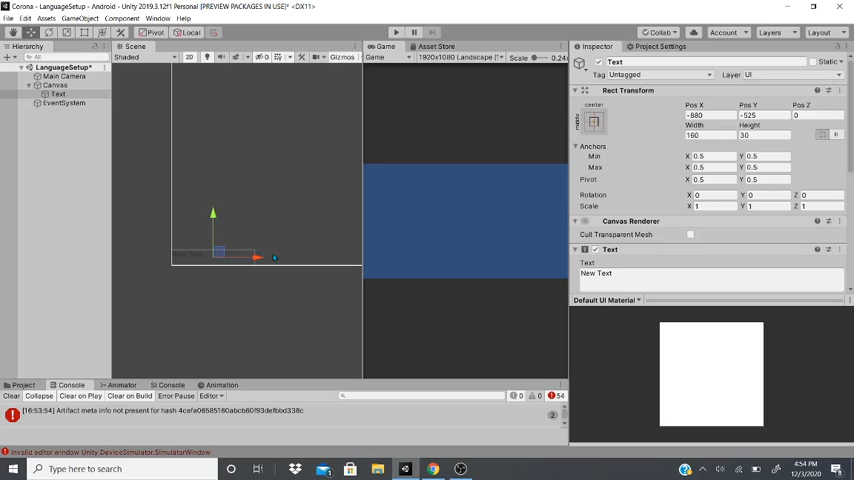 Corona - LanguageSetup - Android - Unity 2019.3.12f1 Personal [PREVIEW PACKAGES IN USE]* <DX11>
File Edit Assets GameObject Component Window Help
Pivot Local Collab Account Layers Layout
Hierarchy Scene Game Asset Store Inspector Project Settings
All Shaded 2D 0 Gizmos Game 1920x1080 Landscape Scale 0.24
LanguageSetup*
Main Camera
Canvas
Text
EventSystem
New Text
Text Static
Tag Untagged Layer UI
Rect Transform
center
middle
Pos X Pos Y Pos Z
-880 -525 0
Width Height
160 30
R
Anchors
Min X 0.5 Y 0.5
Max X 0.5 Y 0.5
Pivot X 0.5 Y 0.5
Rotation X 0 Y 0 Z 0
Scale X 1 Y 1 Z 1
Canvas Renderer
Cull Transparent Mesh
Text
Text
New Text
Default UI Material
Project Console Animator Console Animation
Clear Collapse Clear on Play Clear on Build Error Pause Editor 0 0 54
[16:53:54] Artifact meta info not present for hash 4cefa06585160abcb60f93defbbd338c
2
Invalid editor window UnityEditor.DeviceSimulator.SimulatorWindow
Type here to search
4:54 PM
12/3/2020